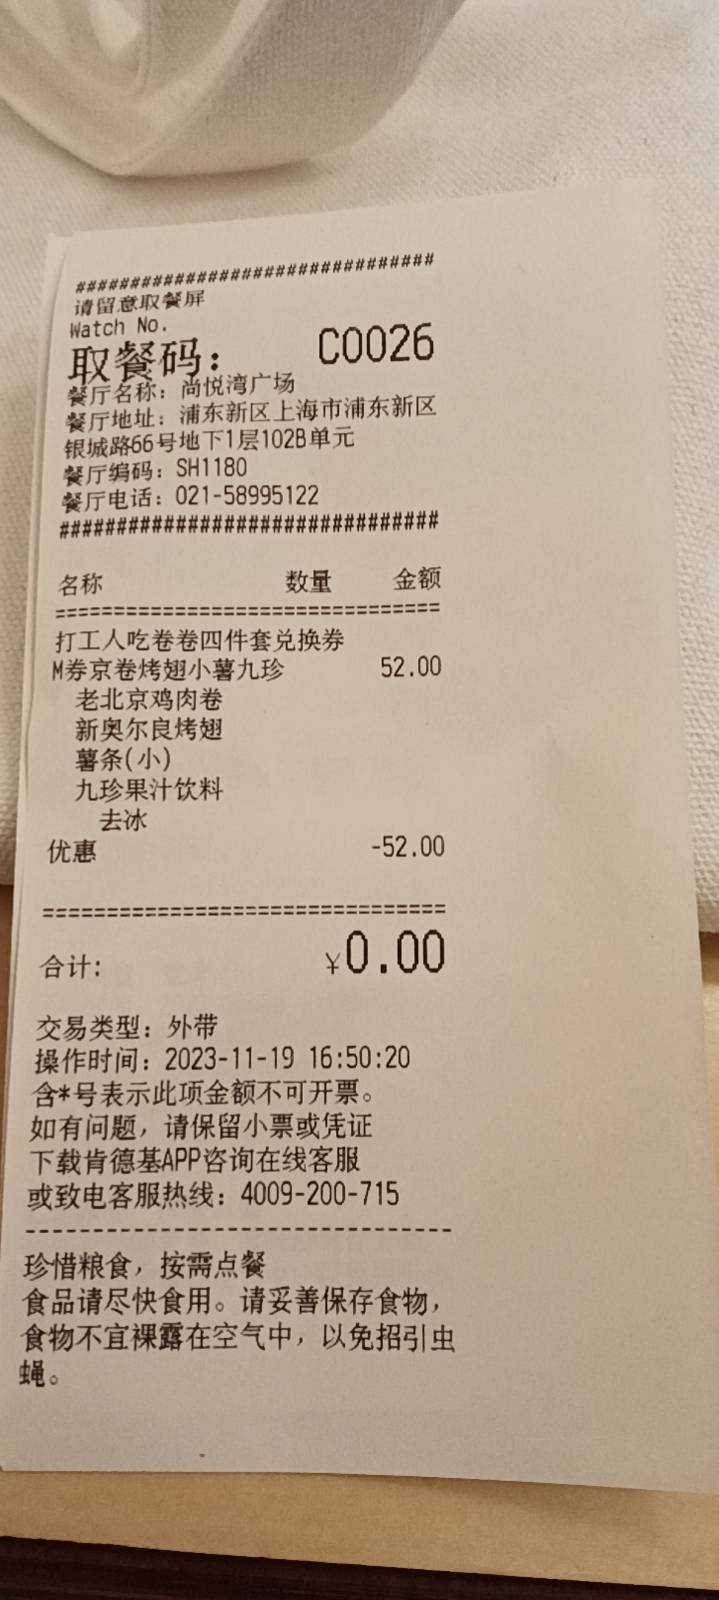 ################################
请留意取餐屏
Watch No.
取餐码： C0026
餐厅名称：尚悦湾广场
餐厅地址：浦东新区上海市浦东新区
银城路66号地下1层102B单元
餐厅编码：SH1180
餐厅电话：021-58995122
################################
名称 数量 金额
================================
打工人吃卷卷四件套兑换券
M券京卷烤翅小薯九珍 52.00
老北京鸡肉卷
新奥尔良烤翅
薯条(小)
九珍果汁饮料
去冰
优惠 -52.00
================================
合计: ¥0.00
交易类型：外带
操作时间：2023-11-19 16:50:20
含*号表示此项金额不可开票。
如有问题，请保留小票或凭证
下载肯德基APP咨询在线客服
或致电客服热线：4009-200-715
--------------------------------
珍惜粮食，按需点餐
食品请尽快食用。请妥善保存食物，
食物不宜裸露在空气中，以免招引虫
蝇。